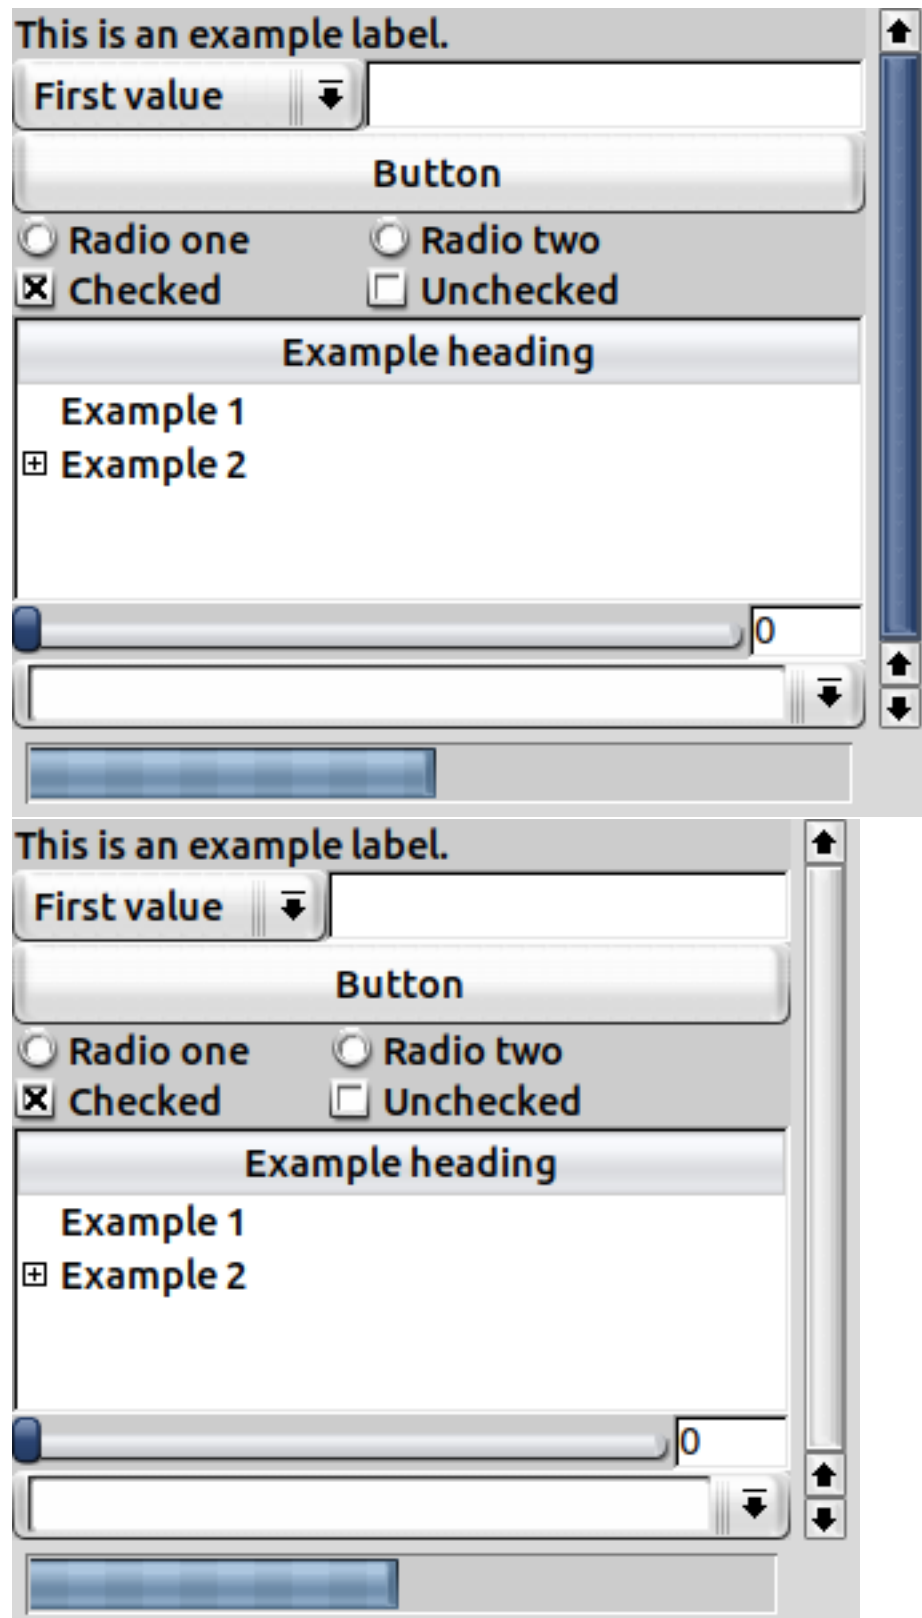 This is an example label.
First value
Button
Radio one Radio two
Checked Unchecked
Example heading
Example 1
Example 2
0
This is an example label.
First value
Button
Radio one Radio two
Checked Unchecked
Example heading
Example 1
Example 2
0